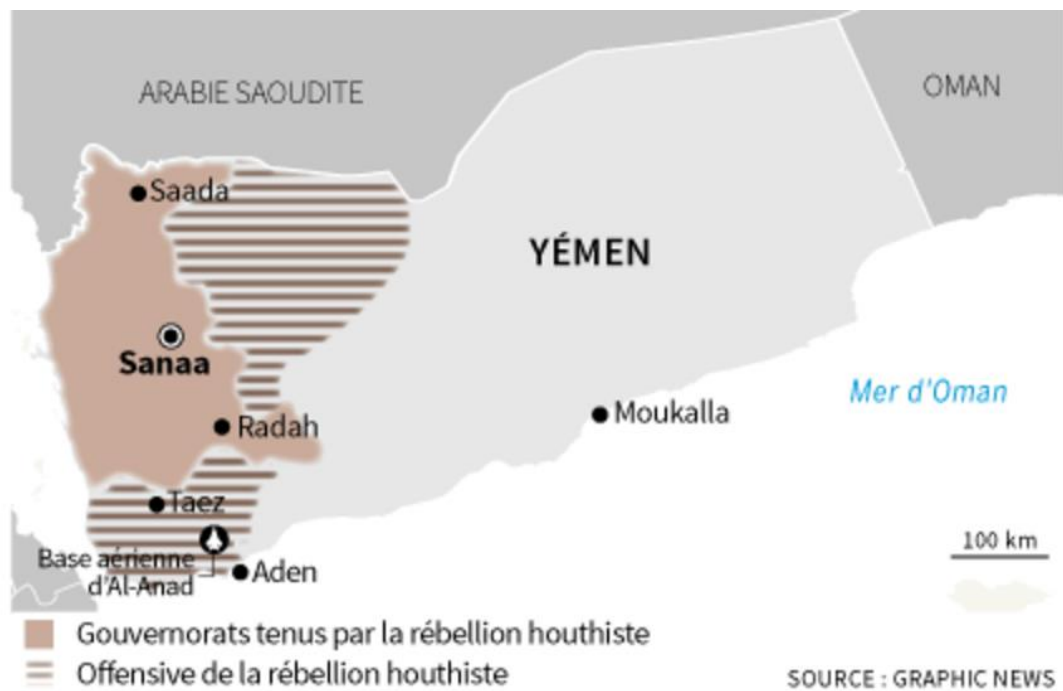 ARABIE SAOUDITE
OMAN
Saada
YÉMEN
Sanaa
Mer d'Oman
Moukalla
Radah
Taez
100 km
Base aérienne
d'Al-Anad
Aden
Gouvernorats tenus par la rébellion houthiste
Offensive de la rébellion houthiste
SOURCE : GRAPHIC NEWS